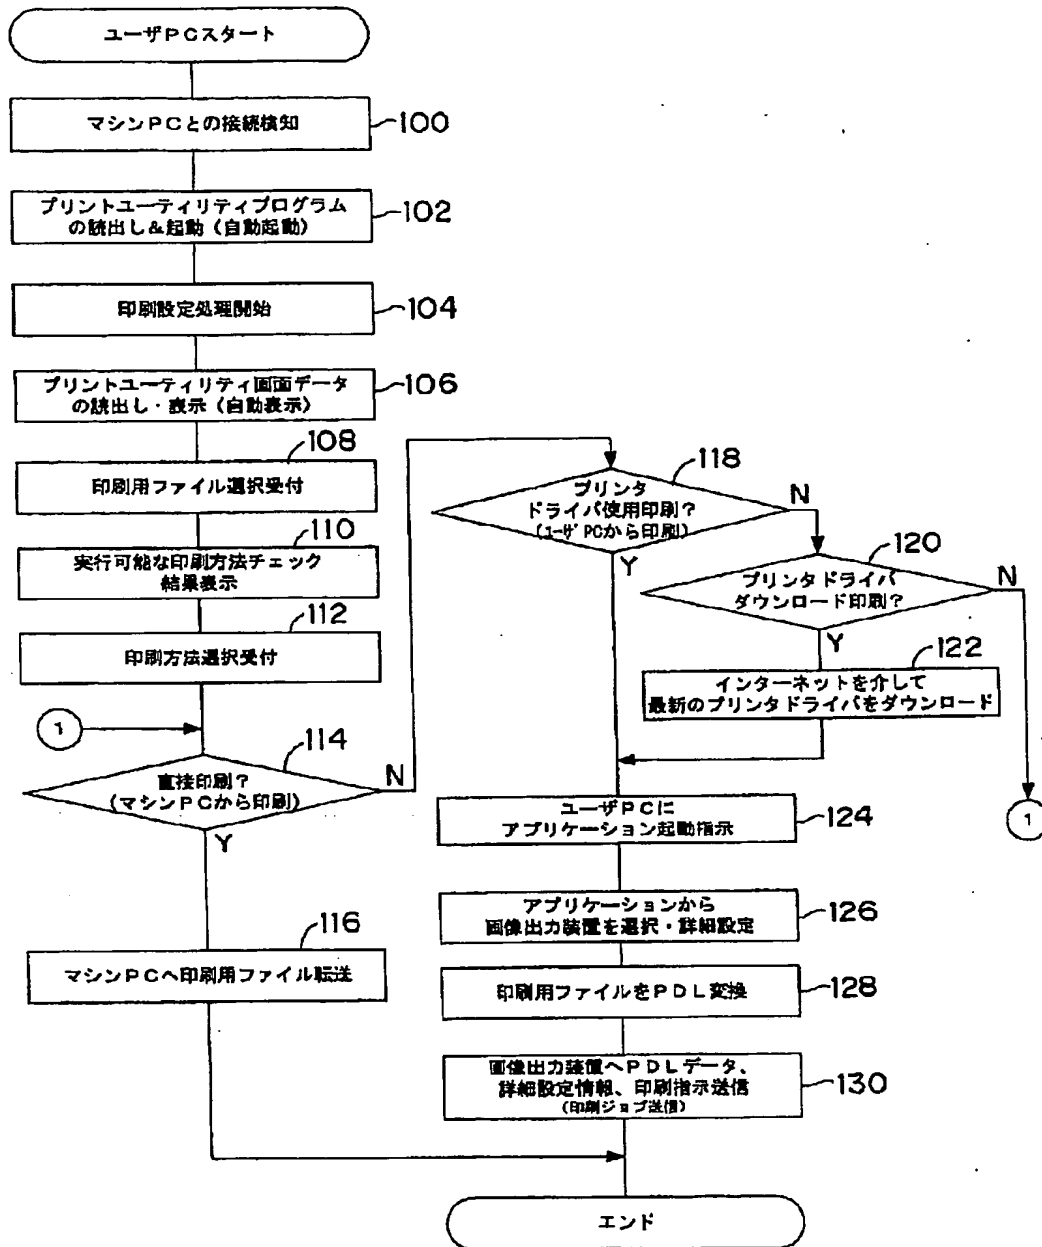 ユーザPCスタート
マシンPCとの接続検知
100
プリントユーティリティプログラム
の読出し&起動（自動起動）
102
印刷設定処理開始
104
プリントユーティリティ画面データ
の読出し・表示（自動表示）
106
108
印刷用ファイル選択受付
110
実行可能な印刷方法チェック
結果表示
112
印刷方法選択受付
1
114
直接印刷？
（マシンPCから印刷）
N
Y
116
マシンPCへ印刷用ファイル転送
118
プリンタ
ドライバ使用印刷？
（ユーザPCから印刷）
N
Y
120
プリンタドライバ
ダウンロード印刷？
N
Y
122
インターネットを介して
最新のプリンタドライバをダウンロード
1
ユーザPCに
アプリケーション起動指示
124
アプリケーションから
画像出力装置を選択・詳細設定
126
印刷用ファイルをPDL変換
128
画像出力装置へPDLデータ、
詳細設定情報、印刷指示送信
（印刷ジョブ送信）
130
エンド